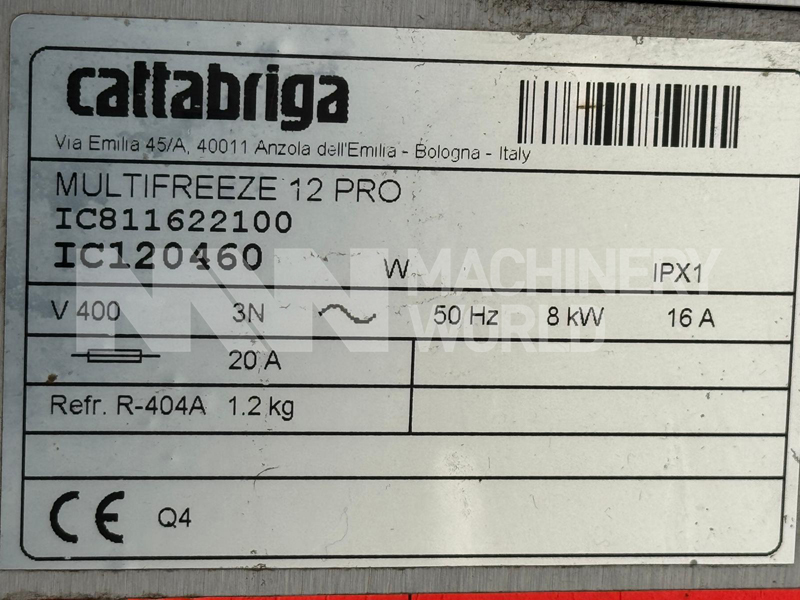 cattabriga
Via Emilia 45/A, 40011 Anzola dell'Emilia - Bologna - Italy
MULTIFREEZE 12 PRO
IC811622100
IC120460 W IPX1
MACHINERY WORLD
V 400 3N 50 Hz 8 kW 16 A
20 A
Refr. R-404A 1.2 kg
CE Q4